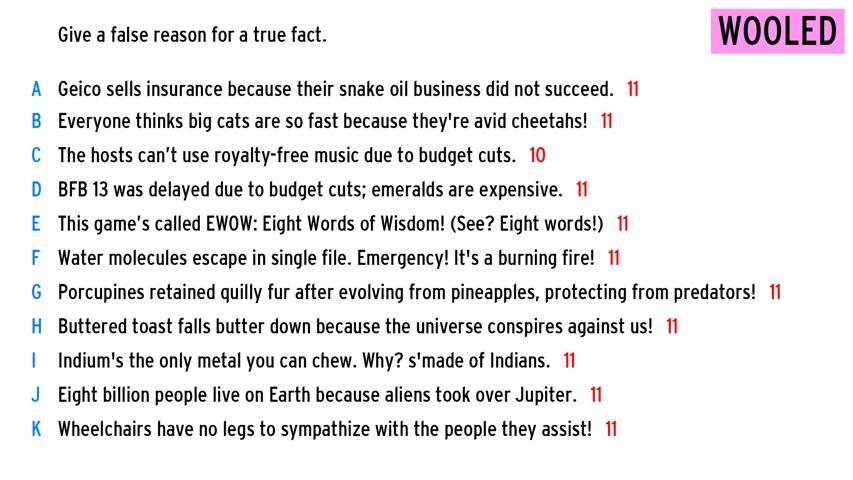 Give a false reason for a true fact.
WOOLED
A Geico sells insurance because their snake oil business did not succeed. 11
B Everyone thinks big cats are so fast because they're avid cheetahs! 11
C The hosts can’t use royalty-free music due to budget cuts. 10
D BFB 13 was delayed due to budget cuts; emeralds are expensive. 11
E This game’s called EWOW: Eight Words of Wisdom! (See? Eight words!) 11
F Water molecules escape in single file. Emergency! It's a burning fire! 11
G Porcupines retained quilly fur after evolving from pineapples, protecting from predators! 11
H Buttered toast falls butter down because the universe conspires against us! 11
I Indium's the only metal you can chew. Why? s'made of Indians. 11
J Eight billion people live on Earth because aliens took over Jupiter. 11
K Wheelchairs have no legs to sympathize with the people they assist! 11